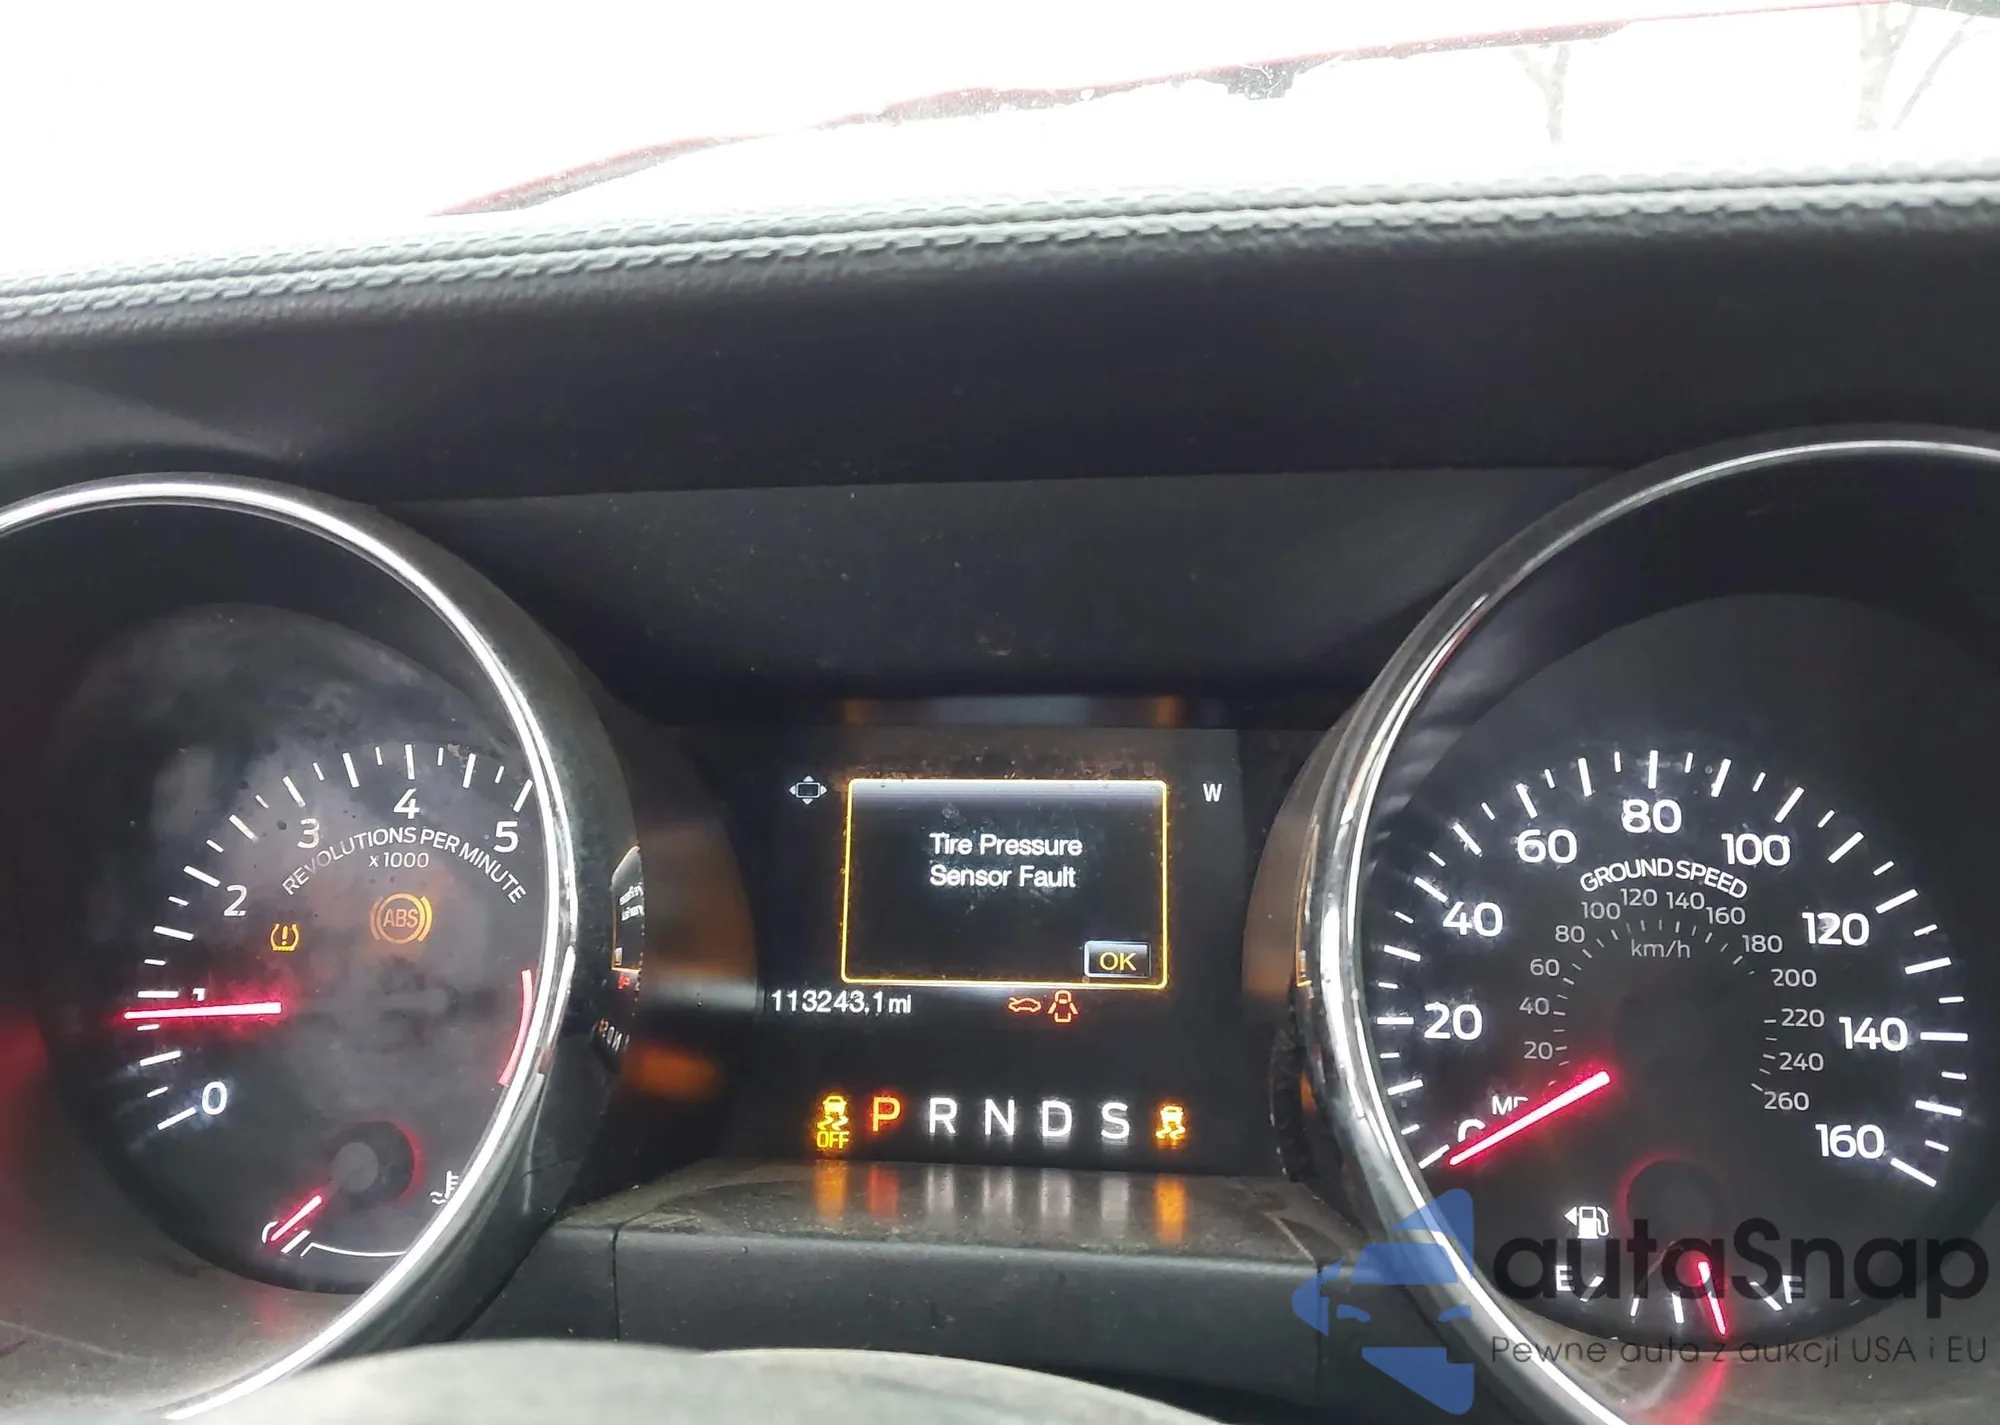 0
1
2
3
4
5
REVOLUTIONS PER MINUTE
x1000
ABS
Tire Pressure
Sensor Fault
OK
W
113243.1 mi
OFF
P R N D S
0
20
40
60
80
100
120
140
160
GROUND SPEED
km/h
20
40
60
80
100
120
140
160
180
200
220
240
260
E
F
autaSnap
Pewne auta z aukcji USA i EU